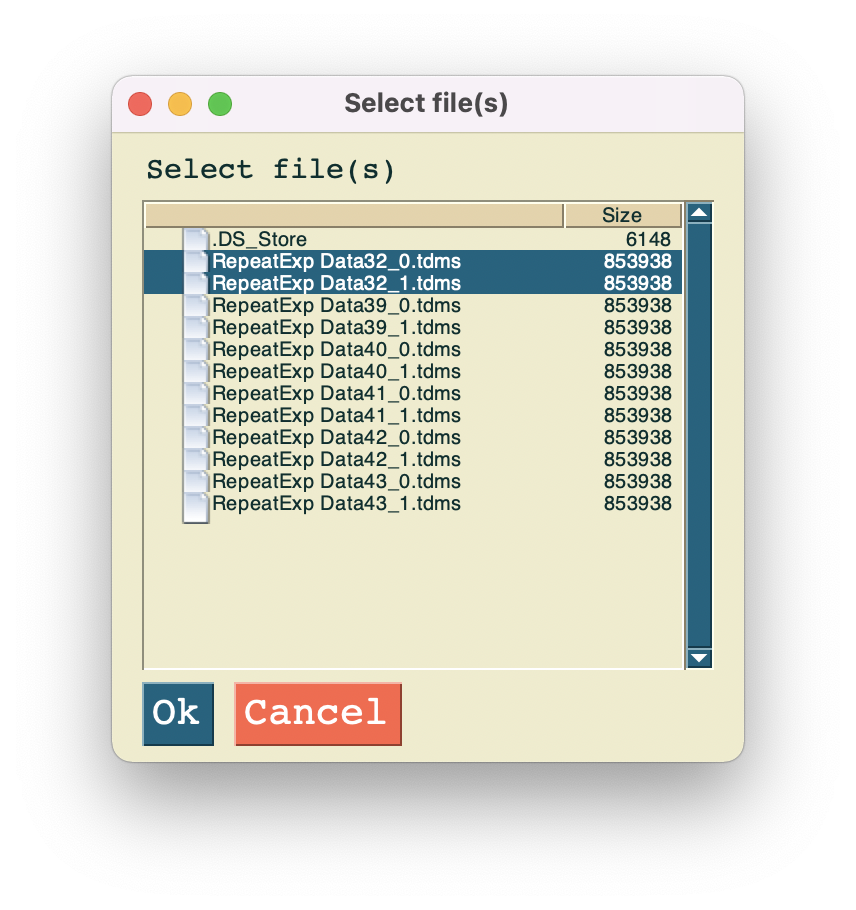 Select file(s)
Select file(s)
Size
.DS_Store 6148
RepeatExp Data32_0.tdms 853938
RepeatExp Data32_1.tdms 853938
RepeatExp Data39_0.tdms 853938
RepeatExp Data39_1.tdms 853938
RepeatExp Data40_0.tdms 853938
RepeatExp Data40_1.tdms 853938
RepeatExp Data41_0.tdms 853938
RepeatExp Data41_1.tdms 853938
RepeatExp Data42_0.tdms 853938
RepeatExp Data42_1.tdms 853938
RepeatExp Data43_0.tdms 853938
RepeatExp Data43_1.tdms 853938
Ok Cancel